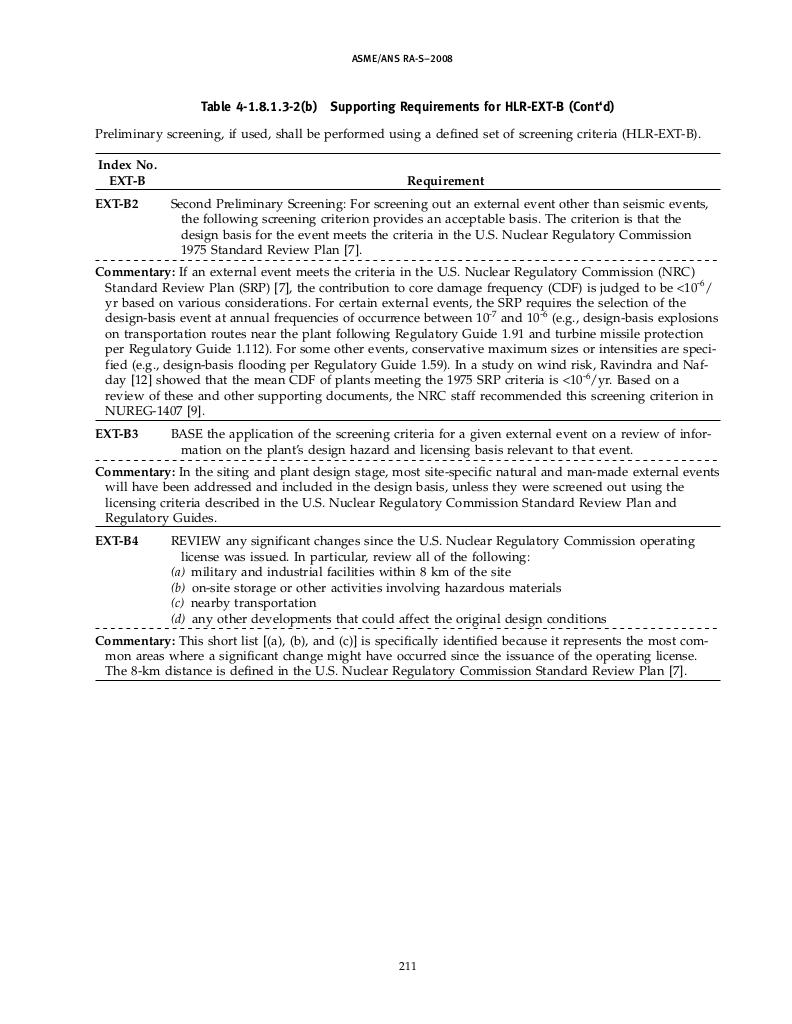 ASME/ANS RA-S–2008
Table 4-1.8.1.3-2(b) Supporting Requirements for HLR-EXT-B (Cont'd)
Preliminary screening, if used, shall be performed using a defined set of screening criteria (HLR-EXT-B).
Index No.
EXT-B Requirement
EXT-B2 Second Preliminary Screening: For screening out an external event other than seismic events,
the following screening criterion provides an acceptable basis. The criterion is that the
design basis for the event meets the criteria in the U.S. Nuclear Regulatory Commission
1975 Standard Review Plan [7].
Commentary: If an external event meets the criteria in the U.S. Nuclear Regulatory Commission (NRC)
Standard Review Plan (SRP) [7], the contribution to core damage frequency (CDF) is judged to be <10⁻⁶/
yr based on various considerations. For certain external events, the SRP requires the selection of the
design-basis event at annual frequencies of occurrence between 10⁻⁷ and 10⁻⁶ (e.g., design-basis explosions
on transportation routes near the plant following Regulatory Guide 1.91 and turbine missile protection
per Regulatory Guide 1.112). For some other events, conservative maximum sizes or intensities are speci-
fied (e.g., design-basis flooding per Regulatory Guide 1.59). In a study on wind risk, Ravindra and Naf-
day [12] showed that the mean CDF of plants meeting the 1975 SRP criteria is <10⁻⁶/yr. Based on a
review of these and other supporting documents, the NRC staff recommended this screening criterion in
NUREG-1407 [9].
EXT-B3 BASE the application of the screening criteria for a given external event on a review of infor-
mation on the plant's design hazard and licensing basis relevant to that event.
Commentary: In the siting and plant design stage, most site-specific natural and man-made external events
will have been addressed and included in the design basis, unless they were screened out using the
licensing criteria described in the U.S. Nuclear Regulatory Commission Standard Review Plan and
Regulatory Guides.
EXT-B4 REVIEW any significant changes since the U.S. Nuclear Regulatory Commission operating
license was issued. In particular, review all of the following:
(a) military and industrial facilities within 8 km of the site
(b) on-site storage or other activities involving hazardous materials
(c) nearby transportation
(d) any other developments that could affect the original design conditions
Commentary: This short list [(a), (b), and (c)] is specifically identified because it represents the most com-
mon areas where a significant change might have occurred since the issuance of the operating license.
The 8-km distance is defined in the U.S. Nuclear Regulatory Commission Standard Review Plan [7].
211